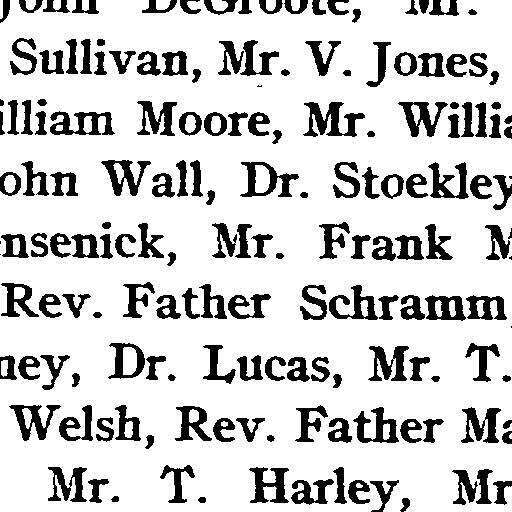 John DeGroote, Mr.
Sullivan, Mr. V. Jones,
illiam Moore, Mr. Willia
ohn Wall, Dr. Stoekley
nsenick, Mr. Frank M
Rev. Father Schramm,
ney, Dr. Lucas, Mr. T.
Welsh, Rev. Father Ma
Mr. T. Harley, Mr